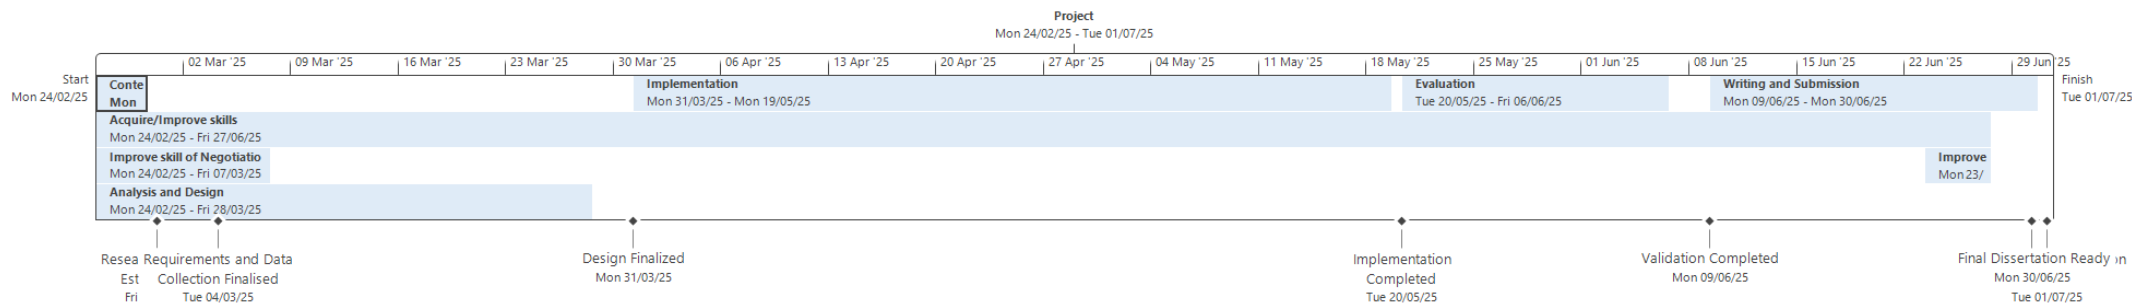 Project
Mon 24/02/25 - Tue 01/07/25
Start
Mon 24/02/25
02 Mar '25
09 Mar '25
16 Mar '25
23 Mar '25
30 Mar '25
06 Apr '25
13 Apr '25
20 Apr '25
27 Apr '25
04 May '25
11 May '25
18 May '25
25 May '25
01 Jun '25
08 Jun '25
15 Jun '25
22 Jun '25
29 Jun '25
Finish
Tue 01/07/25
Conte
Mon
Implementation
Mon 31/03/25 - Mon 19/05/25
Evaluation
Tue 20/05/25 - Fri 06/06/25
Writing and Submission
Mon 09/06/25 - Mon 30/06/25
Acquire/Improve skills
Mon 24/02/25 - Fri 27/06/25
Improve skill of Negotiatio
Mon 24/02/25 - Fri 07/03/25
Improve
Mon 23/
Analysis and Design
Mon 24/02/25 - Fri 28/03/25
Resea
Est
Fri
Requirements and Data
Collection Finalised
Tue 04/03/25
Design Finalized
Mon 31/03/25
Implementation
Completed
Tue 20/05/25
Validation Completed
Mon 09/06/25
Final Dissertation Ready
Mon 30/06/25
Tue 01/07/25